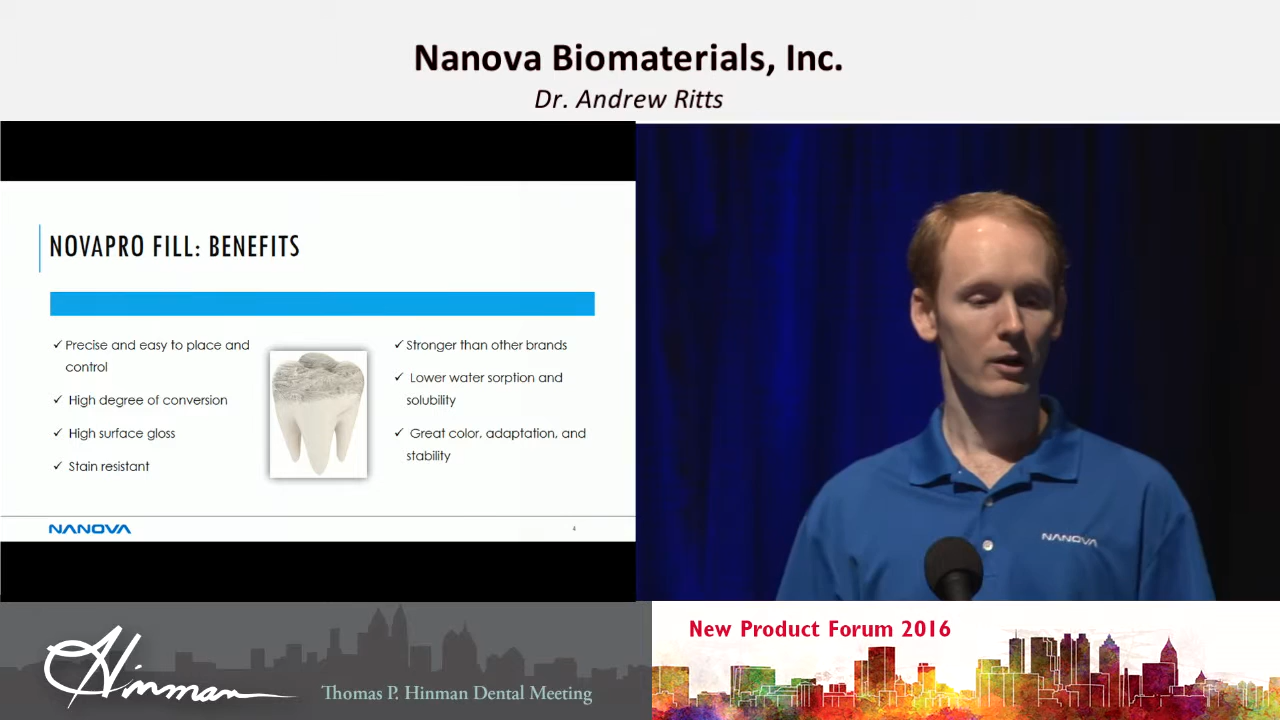 Nanova Biomaterials, Inc.
Dr. Andrew Ritts
NOVAPRO FILL: BENEFITS
✓ Precise and easy to place and
control
✓ High degree of conversion
✓ High surface gloss
✓ Stain resistant
✓ Stronger than other brands
✓ Lower water sorption and
solubility
✓ Great color, adaptation, and
stability
NANOVA
4
NANOVA
Hinman
Thomas P. Hinman Dental Meeting
New Product Forum 2016